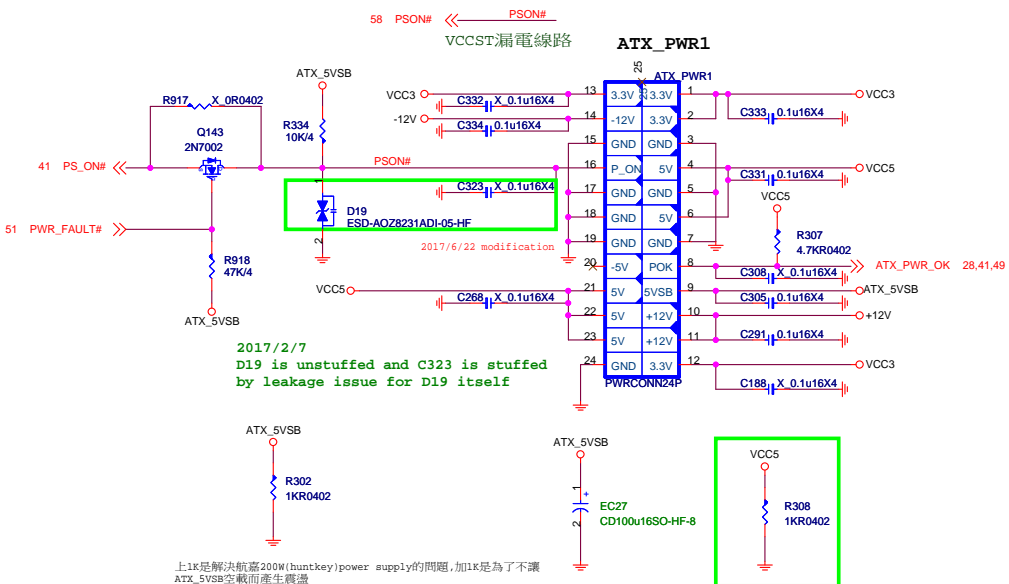 58 PSON# PSON#
VCCST漏電線路
ATX_PWR1
ATX_5VSB
25
ATX_PWR1
R917 X_0R0402
Q143
2N7002
R334
10K/4
41 PS_ON#
PSON#
51 PWR_FAULT#
R918
47K/4
ATX_5VSB
1
D19
ESD-AOZ8231ADI-05-HF
2
2017/6/22 modification
VCC3
C332 X_0.1u16X4
-12V
C334 0.1u16X4
C323 X_0.1u16X4
VCC5
C268 X_0.1u16X4
13 3.3V 3.3V 1
14 -12V 3.3V 2
15 GND GND 3
16 P_ON 5V 4
17 GND GND 5
18 GND 5V 6
19 GND GND 7
20 -5V POK 8
21 5V 5VSB 9
22 5V +12V 10
23 5V +12V 11
24 GND 3.3V 12
PWRCONN24P
VCC3
C333 0.1u16X4
VCC5
C331 X_0.1u16X4
VCC5
R307
4.7KR0402
ATX_PWR_OK 28,41,49
C308 X_0.1u16X4
ATX_5VSB
C305 0.1u16X4
+12V
C291 0.1u16X4
VCC3
C188 X_0.1u16X4
2017/2/7
D19 is unstuffed and C323 is stuffed
by leakage issue for D19 itself
ATX_5VSB
R302
1KR0402
ATX_5VSB
1
+
EC27
CD100u16SO-HF-8
2
VCC5
R308
1KR0402
上1K是解決航嘉200W(huntkey)power supply的問題,加1K是為了不讓
ATX_5VSB空載而產生震盪